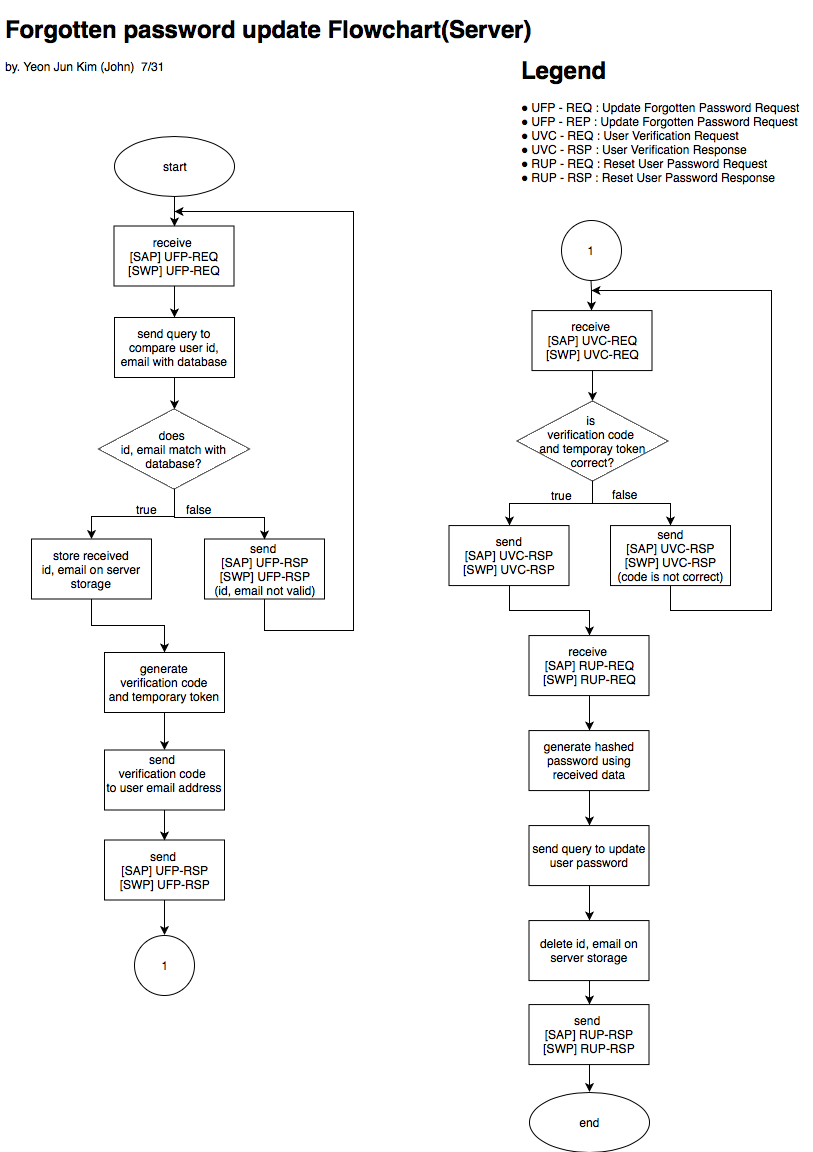 Forgotten password update Flowchart(Server)
by. Yeon Jun Kim (John)  7/31
Legend
● UFP - REQ : Update Forgotten Password Request
● UFP - REP : Update Forgotten Password Request
● UVC - REQ : User Verification Request
● UVC - RSP : User Verification Response
● RUP - REQ : Reset User Password Request
● RUP - RSP : Reset User Password Response
start
receive
[SAP] UFP-REQ
[SWP] UFP-REQ
send query to
compare user id,
email with database
does
id, email match with
database?
true
false
store received
id, email on server
storage
send
[SAP] UFP-RSP
[SWP] UFP-RSP
(id, email not valid)
generate
verification code
and temporary token
send
verification code
to user email address
send
[SAP] UFP-RSP
[SWP] UFP-RSP
1
1
receive
[SAP] UVC-REQ
[SWP] UVC-REQ
is
verification code
and temporay token
correct?
true
false
send
[SAP] UVC-RSP
[SWP] UVC-RSP
send
[SAP] UVC-RSP
[SWP] UVC-RSP
(code is not correct)
receive
[SAP] RUP-REQ
[SWP] RUP-REQ
generate hashed
password using
received data
send query to update
user password
delete id, email on
server storage
send
[SAP] RUP-RSP
[SWP] RUP-RSP
end